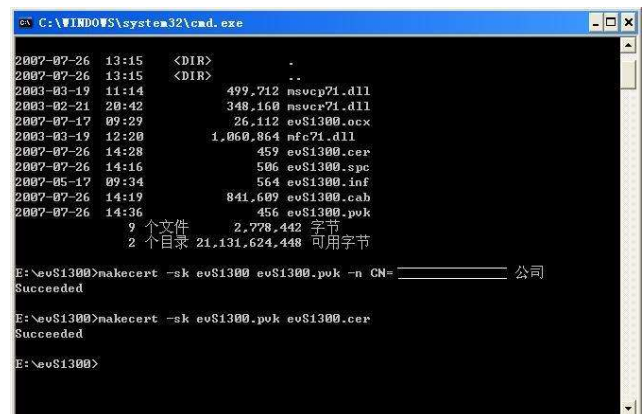 C:\WINDOWS\system32\cmd.exe
2007-07-26 13:15 <DIR> .
2007-07-26 13:15 <DIR> ..
2003-03-19 11:14 499,712 msvcp71.dll
2003-02-21 20:42 348,160 msvcr71.dll
2007-07-17 09:29 26,112 evS1300.ocx
2003-03-19 12:20 1,060,864 mfc71.dll
2007-07-26 14:28 459 evS1300.cer
2007-07-26 14:16 506 evS1300.spc
2007-05-17 09:34 564 evS1300.inf
2007-07-26 14:19 841,609 evS1300.cab
2007-07-26 14:36 456 evS1300.pvk
9 个文件 2,778,442 字节
2 个目录 21,131,624,448 可用字节
E:\evS1300>makecert -sk evS1300 evS1300.pvk -n CN= 公司
Succeeded
E:\evS1300>makecert -sk evS1300.pvk evS1300.cer
Succeeded
E:\evS1300>